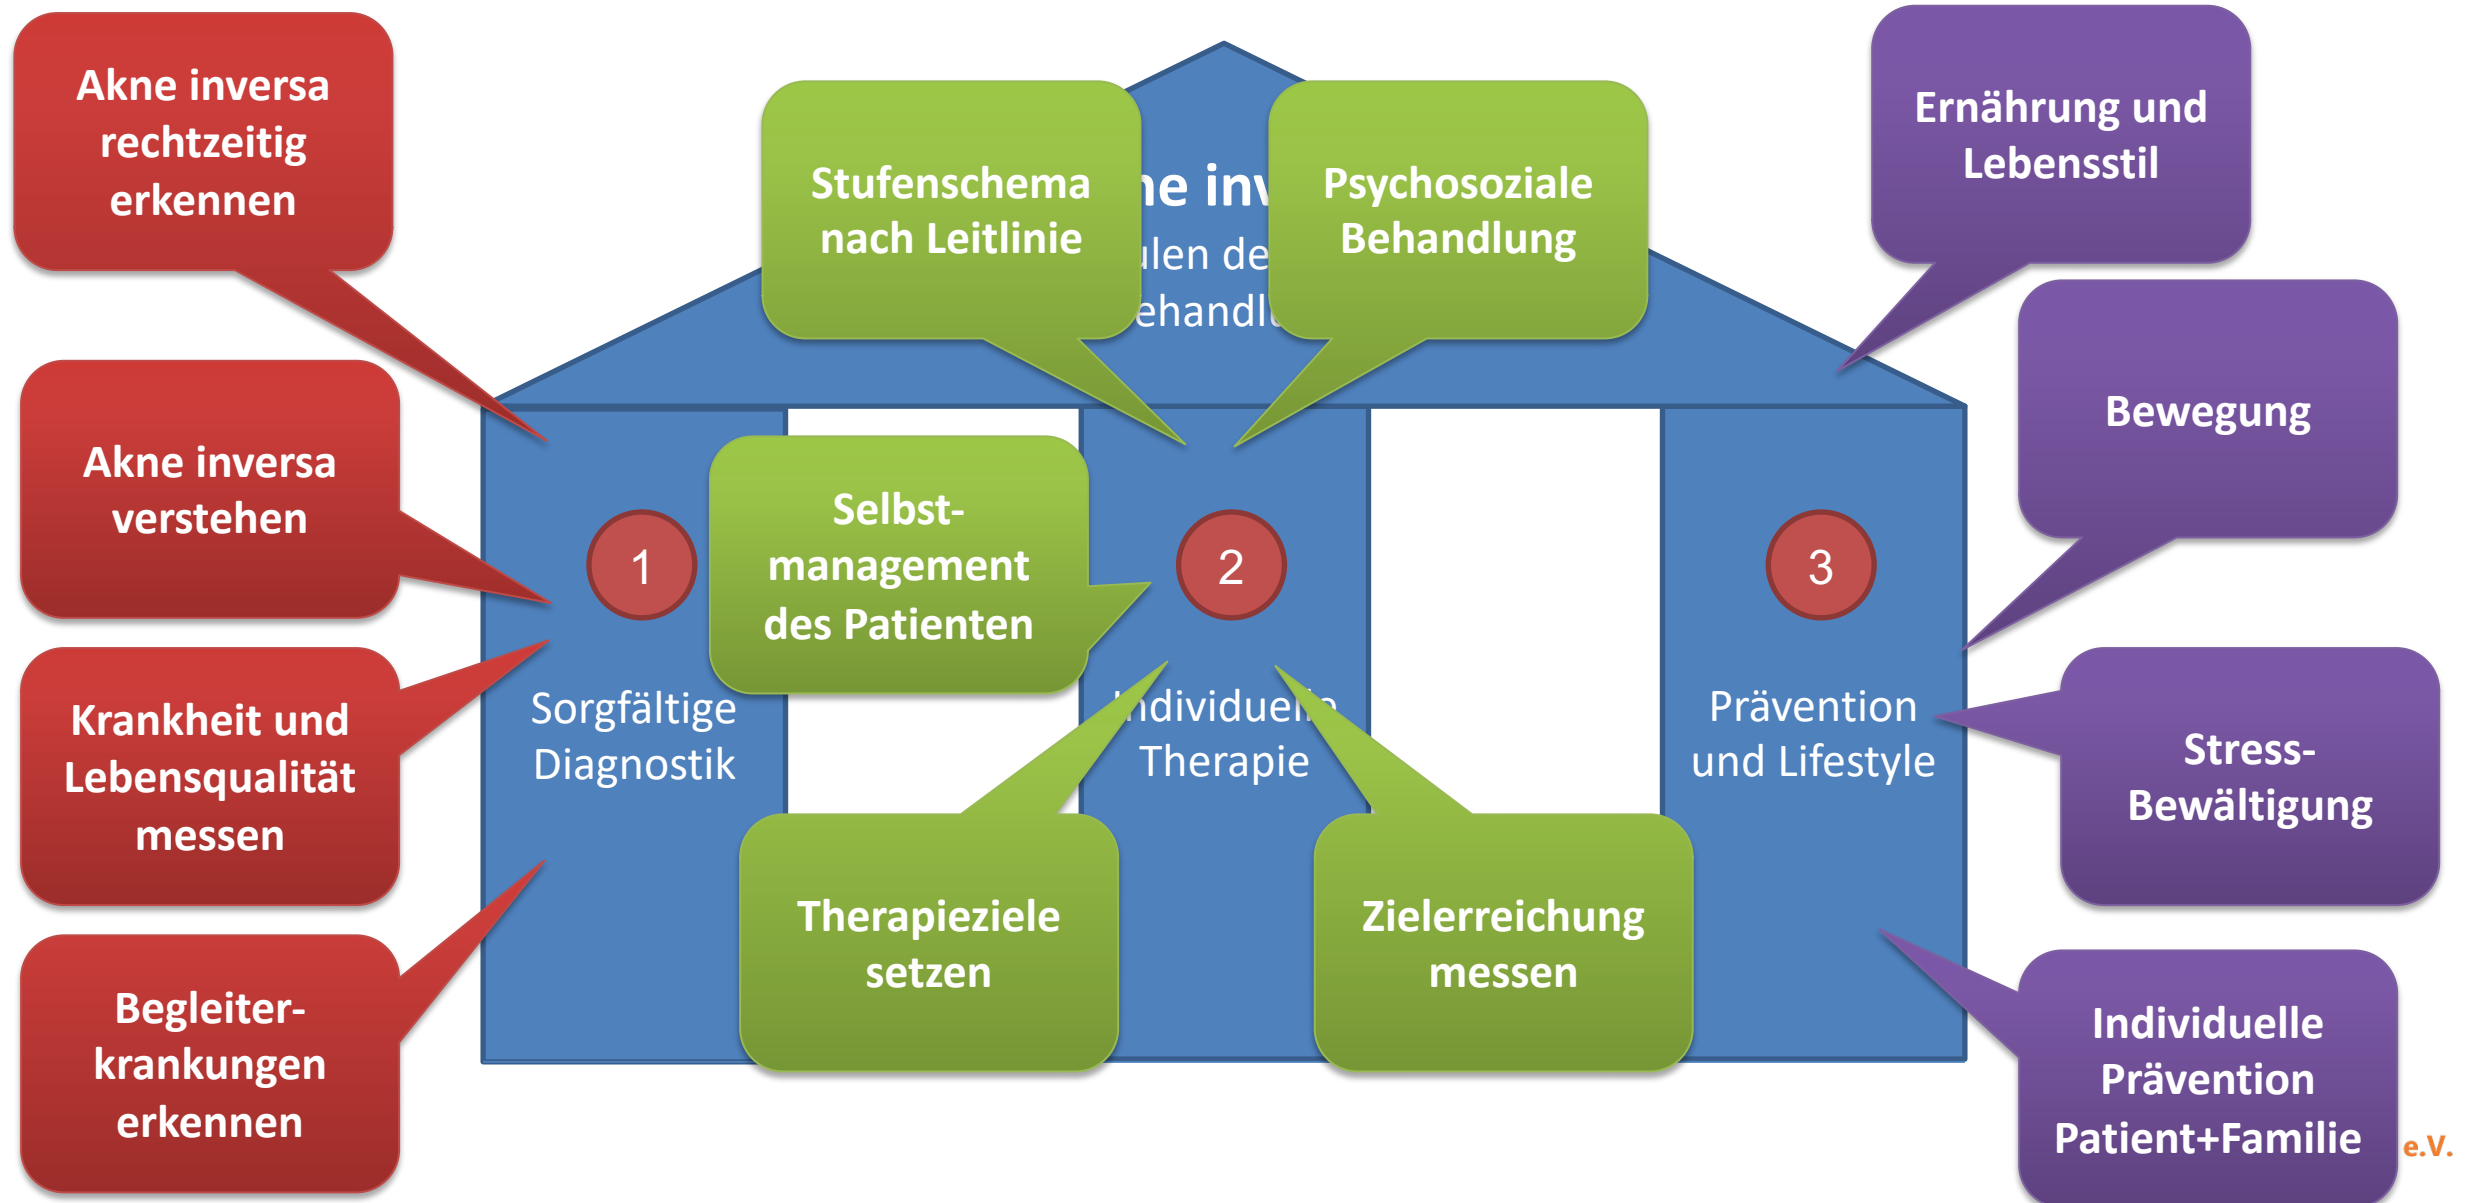 Akne inversa
rechtzeitig
erkennen
Akne inversa
verstehen
Krankheit und
Lebensqualität
messen
Begleiter-
krankungen
erkennen
Stufenschema
nach Leitlinie
Psychosoziale
Behandlung
Selbst-
management
des Patienten
Therapieziele
setzen
Zielerreichung
messen
1
Sorgfältige
Diagnostik
2
Individuelle
Therapie
3
Prävention
und Lifestyle
Ernährung und
Lebensstil
Bewegung
Stress-
Bewältigung
Individuelle
Prävention
Patient+Familie
e.V.